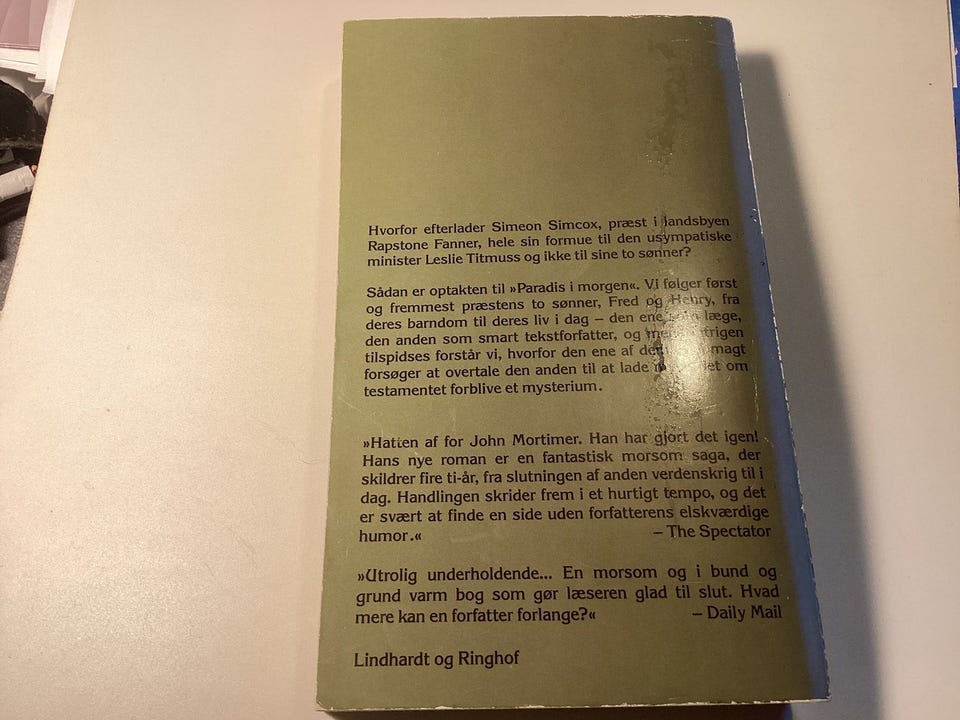 Hvorfor efterlader Simeon Simcox, præst i landsbyen
Rapstone Fanner, hele sin formue til den usympatiske
minister Leslie Titmuss og ikke til sine to sønner?
Sådan er optakten til »Paradis i morgen«. Vi følger først
og fremmest præstens to sønner, Fred og Henry, fra
deres barndom til deres liv i dag – den ene læge,
den anden som smart tekstforfatter, og
tilspidses forstår vi, hvorfor den ene af magt
forsøger at overtale den anden til at lade om
testamentet forblive et mysterium.
»Hatten af for John Mortimer. Han har gjort det igen!
Hans nye roman er en fantastisk morsom saga, der
skildrer fire ti-år, fra slutningen af anden verdenskrig til i
dag. Handlingen skrider frem i et hurtigt tempo, og det
er svært at finde en side uden forfatterens elskværdige
humor.« – The Spectator
»Utrolig underholdende... En morsom og i bund og
grund varm bog som gør læseren glad til slut. Hvad
mere kan en forfatter forlange?« – Daily Mail
Lindhardt og Ringhof